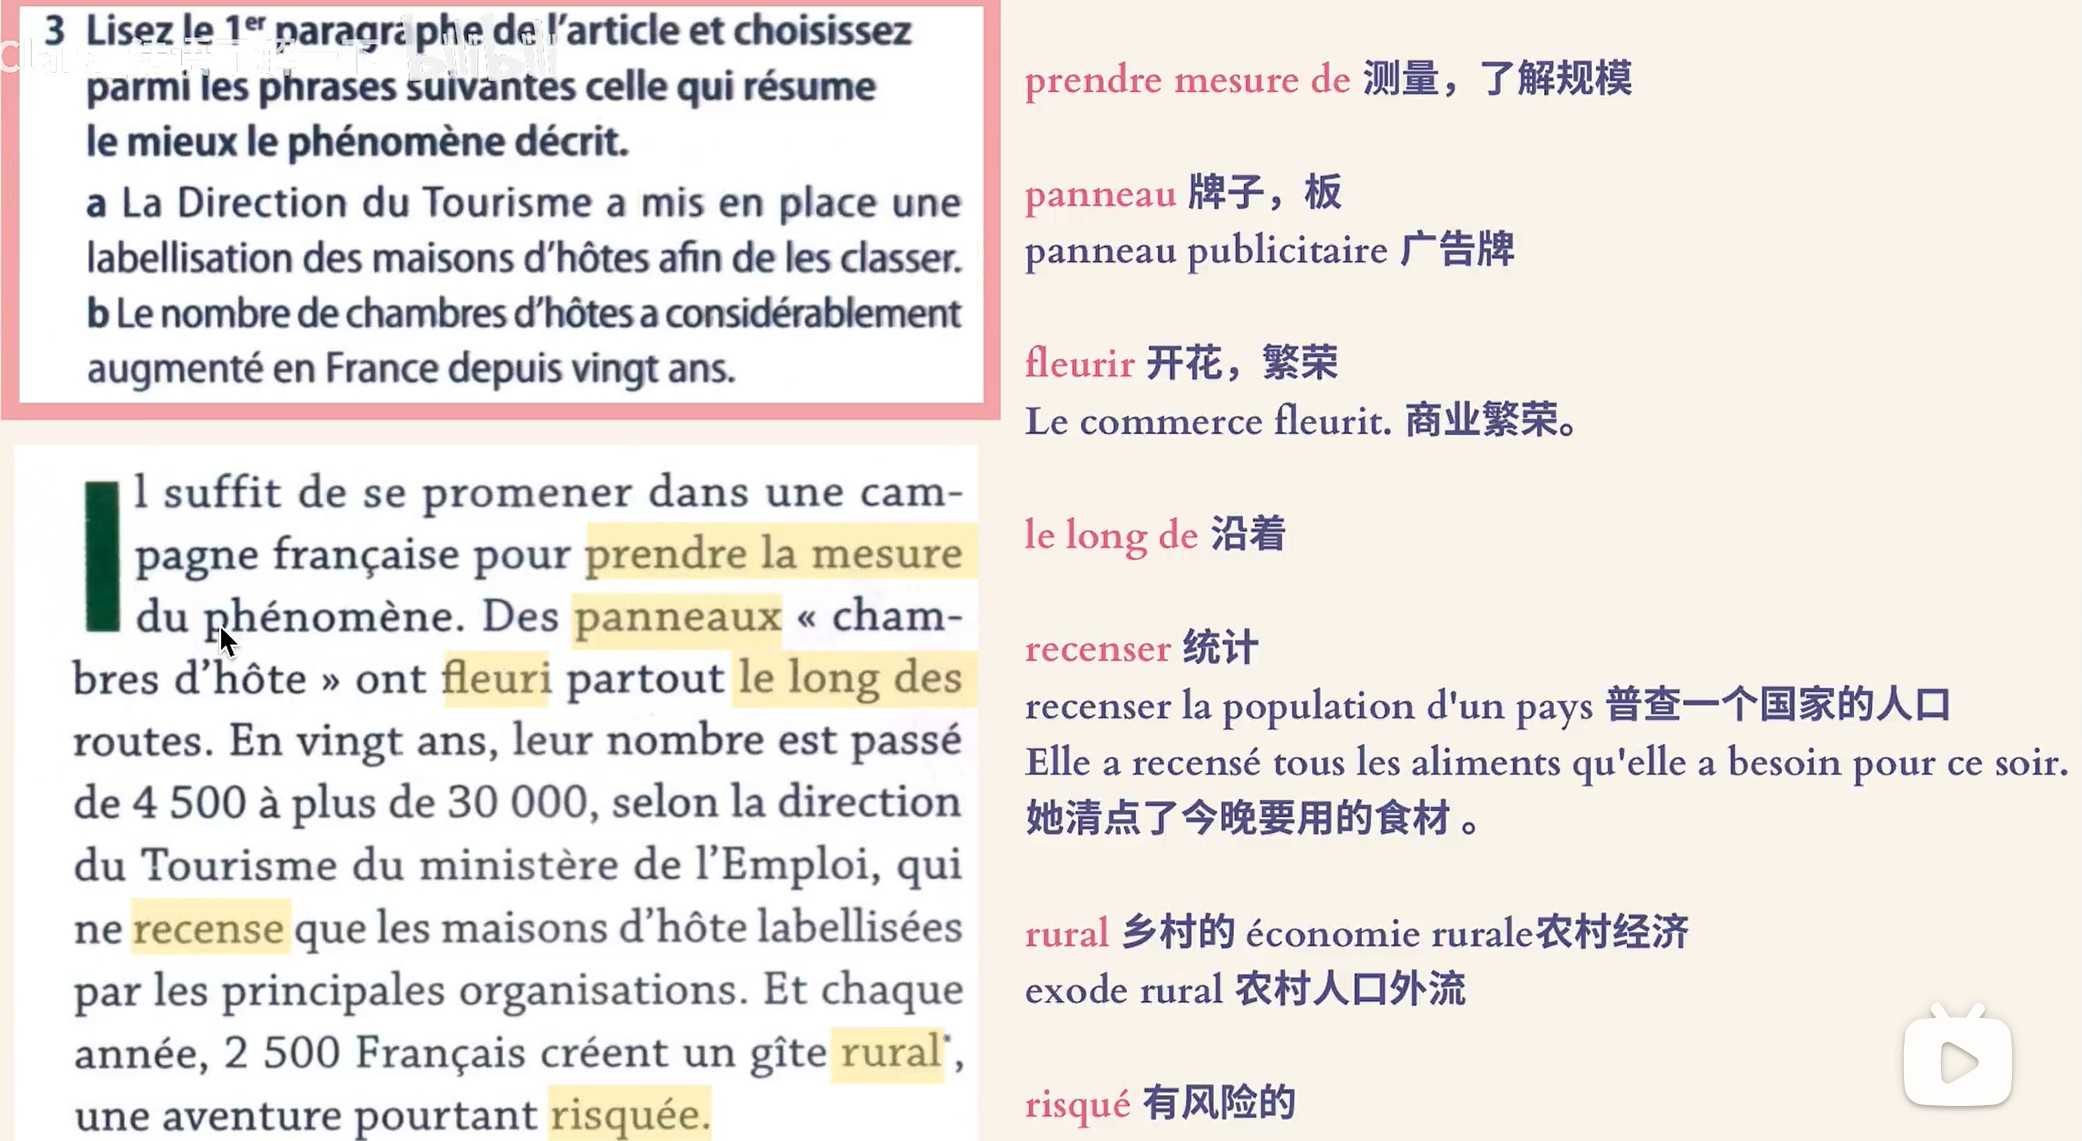 3 Lisez le 1er paragraphe de l'article et choisissez
parmi les phrases suivantes celle qui résume
le mieux le phénomène décrit.
a La Direction du Tourisme a mis en place une
labellisation des maisons d'hôtes afin de les classer.
b Le nombre de chambres d'hôtes a considérablement
augmenté en France depuis vingt ans.
Il suffit de se promener dans une cam-
pagne française pour prendre la mesure
du phénomène. Des panneaux « cham-
bres d'hôte » ont fleuri partout le long des
routes. En vingt ans, leur nombre est passé
de 4 500 à plus de 30 000, selon la direction
du Tourisme du ministère de l'Emploi, qui
ne recense que les maisons d'hôte labellisées
par les principales organisations. Et chaque
année, 2 500 Français créent un gîte rural*,
une aventure pourtant risquée.
prendre mesure de 测量，了解规模
panneau 牌子，板
panneau publicitaire 广告牌
fleurir 开花，繁荣
Le commerce fleurit. 商业繁荣。
le long de 沿着
recenser 统计
recenser la population d'un pays 普查一个国家的人口
Elle a recensé tous les aliments qu'elle a besoin pour ce soir.
她清点了今晚要用的食材 。
rural 乡村的 économie rurale农村经济
exode rural 农村人口外流
risqué 有风险的